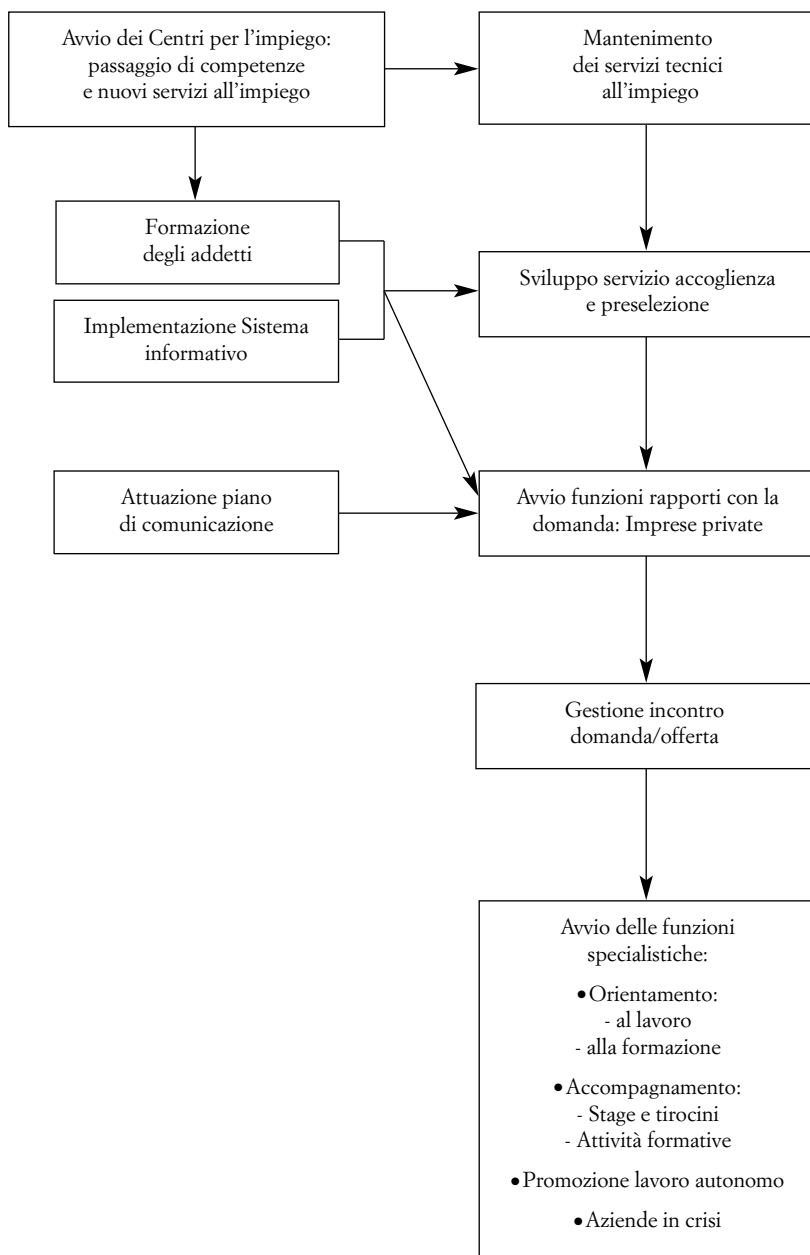 Avvio dei Centri per l'impiego:
passaggio di competenze
e nuovi servizi all'impiego
Mantenimento
dei servizi tecnici
all'impiego
Formazione
degli addetti
Implementazione Sistema
informativo
Sviluppo servizio accoglienza
e preselezione
Attuazione piano
di comunicazione
Avvio funzioni rapporti con la
domanda: Imprese private
Gestione incontro
domanda/offerta
Avvio delle funzioni
specialistiche:
•Orientamento:
- al lavoro
- alla formazione
•Accompagnamento:
- Stage e tirocini
- Attività formative
•Promozione lavoro autonomo
•Aziende in crisi